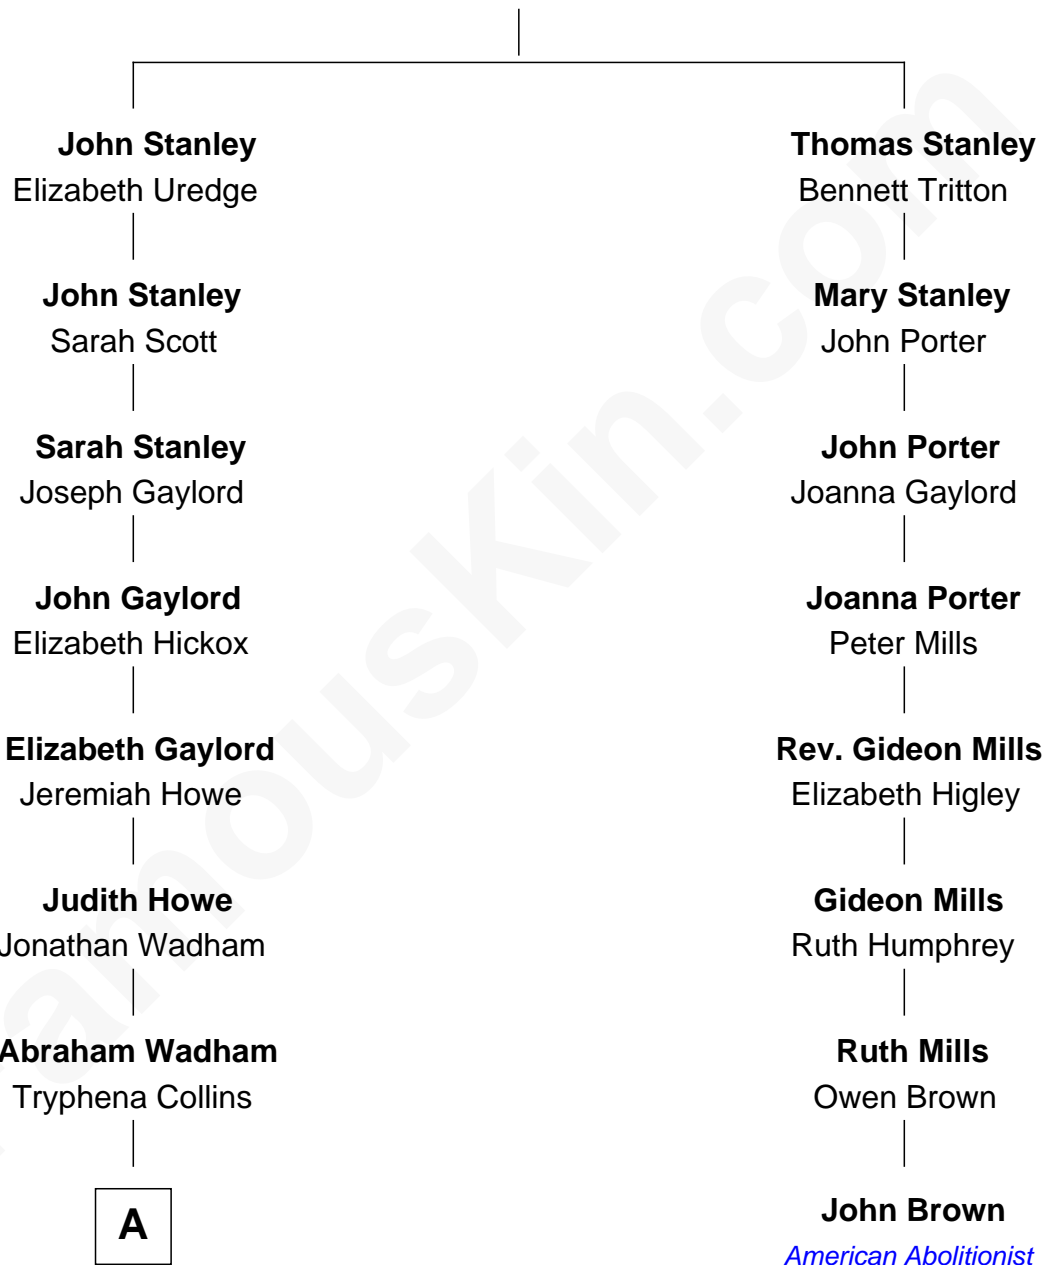 John Stanley
Elizabeth Uredge
Thomas Stanley
Bennett Tritton
John Stanley
Sarah Scott
Mary Stanley
John Porter
Sarah Stanley
Joseph Gaylord
John Porter
Joanna Gaylord
John Gaylord
Elizabeth Hickox
Joanna Porter
Peter Mills
Elizabeth Gaylord
Jeremiah Howe
Rev. Gideon Mills
Elizabeth Higley
Judith Howe
Jonathan Wadham
Gideon Mills
Ruth Humphrey
Abraham Wadham
Tryphena Collins
Ruth Mills
Owen Brown
A
John Brown
American Abolitionist
FamousKin.com